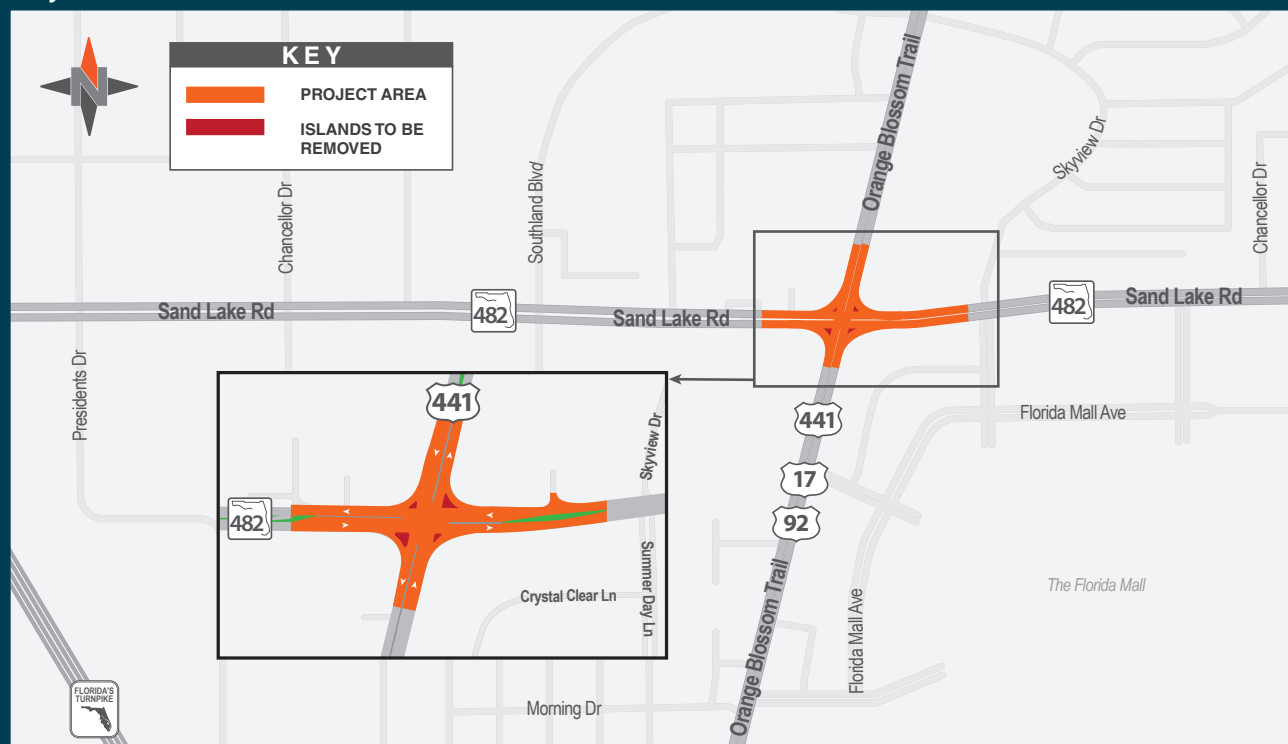 KEY
PROJECT AREA
ISLANDS TO BE
REMOVED
N
Orange Blossom Trail
Skyview Dr
Chancellor Dr
Southland Blvd
Chancellor Dr
Sand Lake Rd
482
Sand Lake Rd
482
Sand Lake Rd
Presidents Dr
441
17
92
Florida Mall Ave
The Florida Mall
Florida Mall Ave
Orange Blossom Trail
441
482
Skyview Dr
Summer Day Ln
Crystal Clear Ln
Morning Dr
FLORIDA'S
TURNPIKE